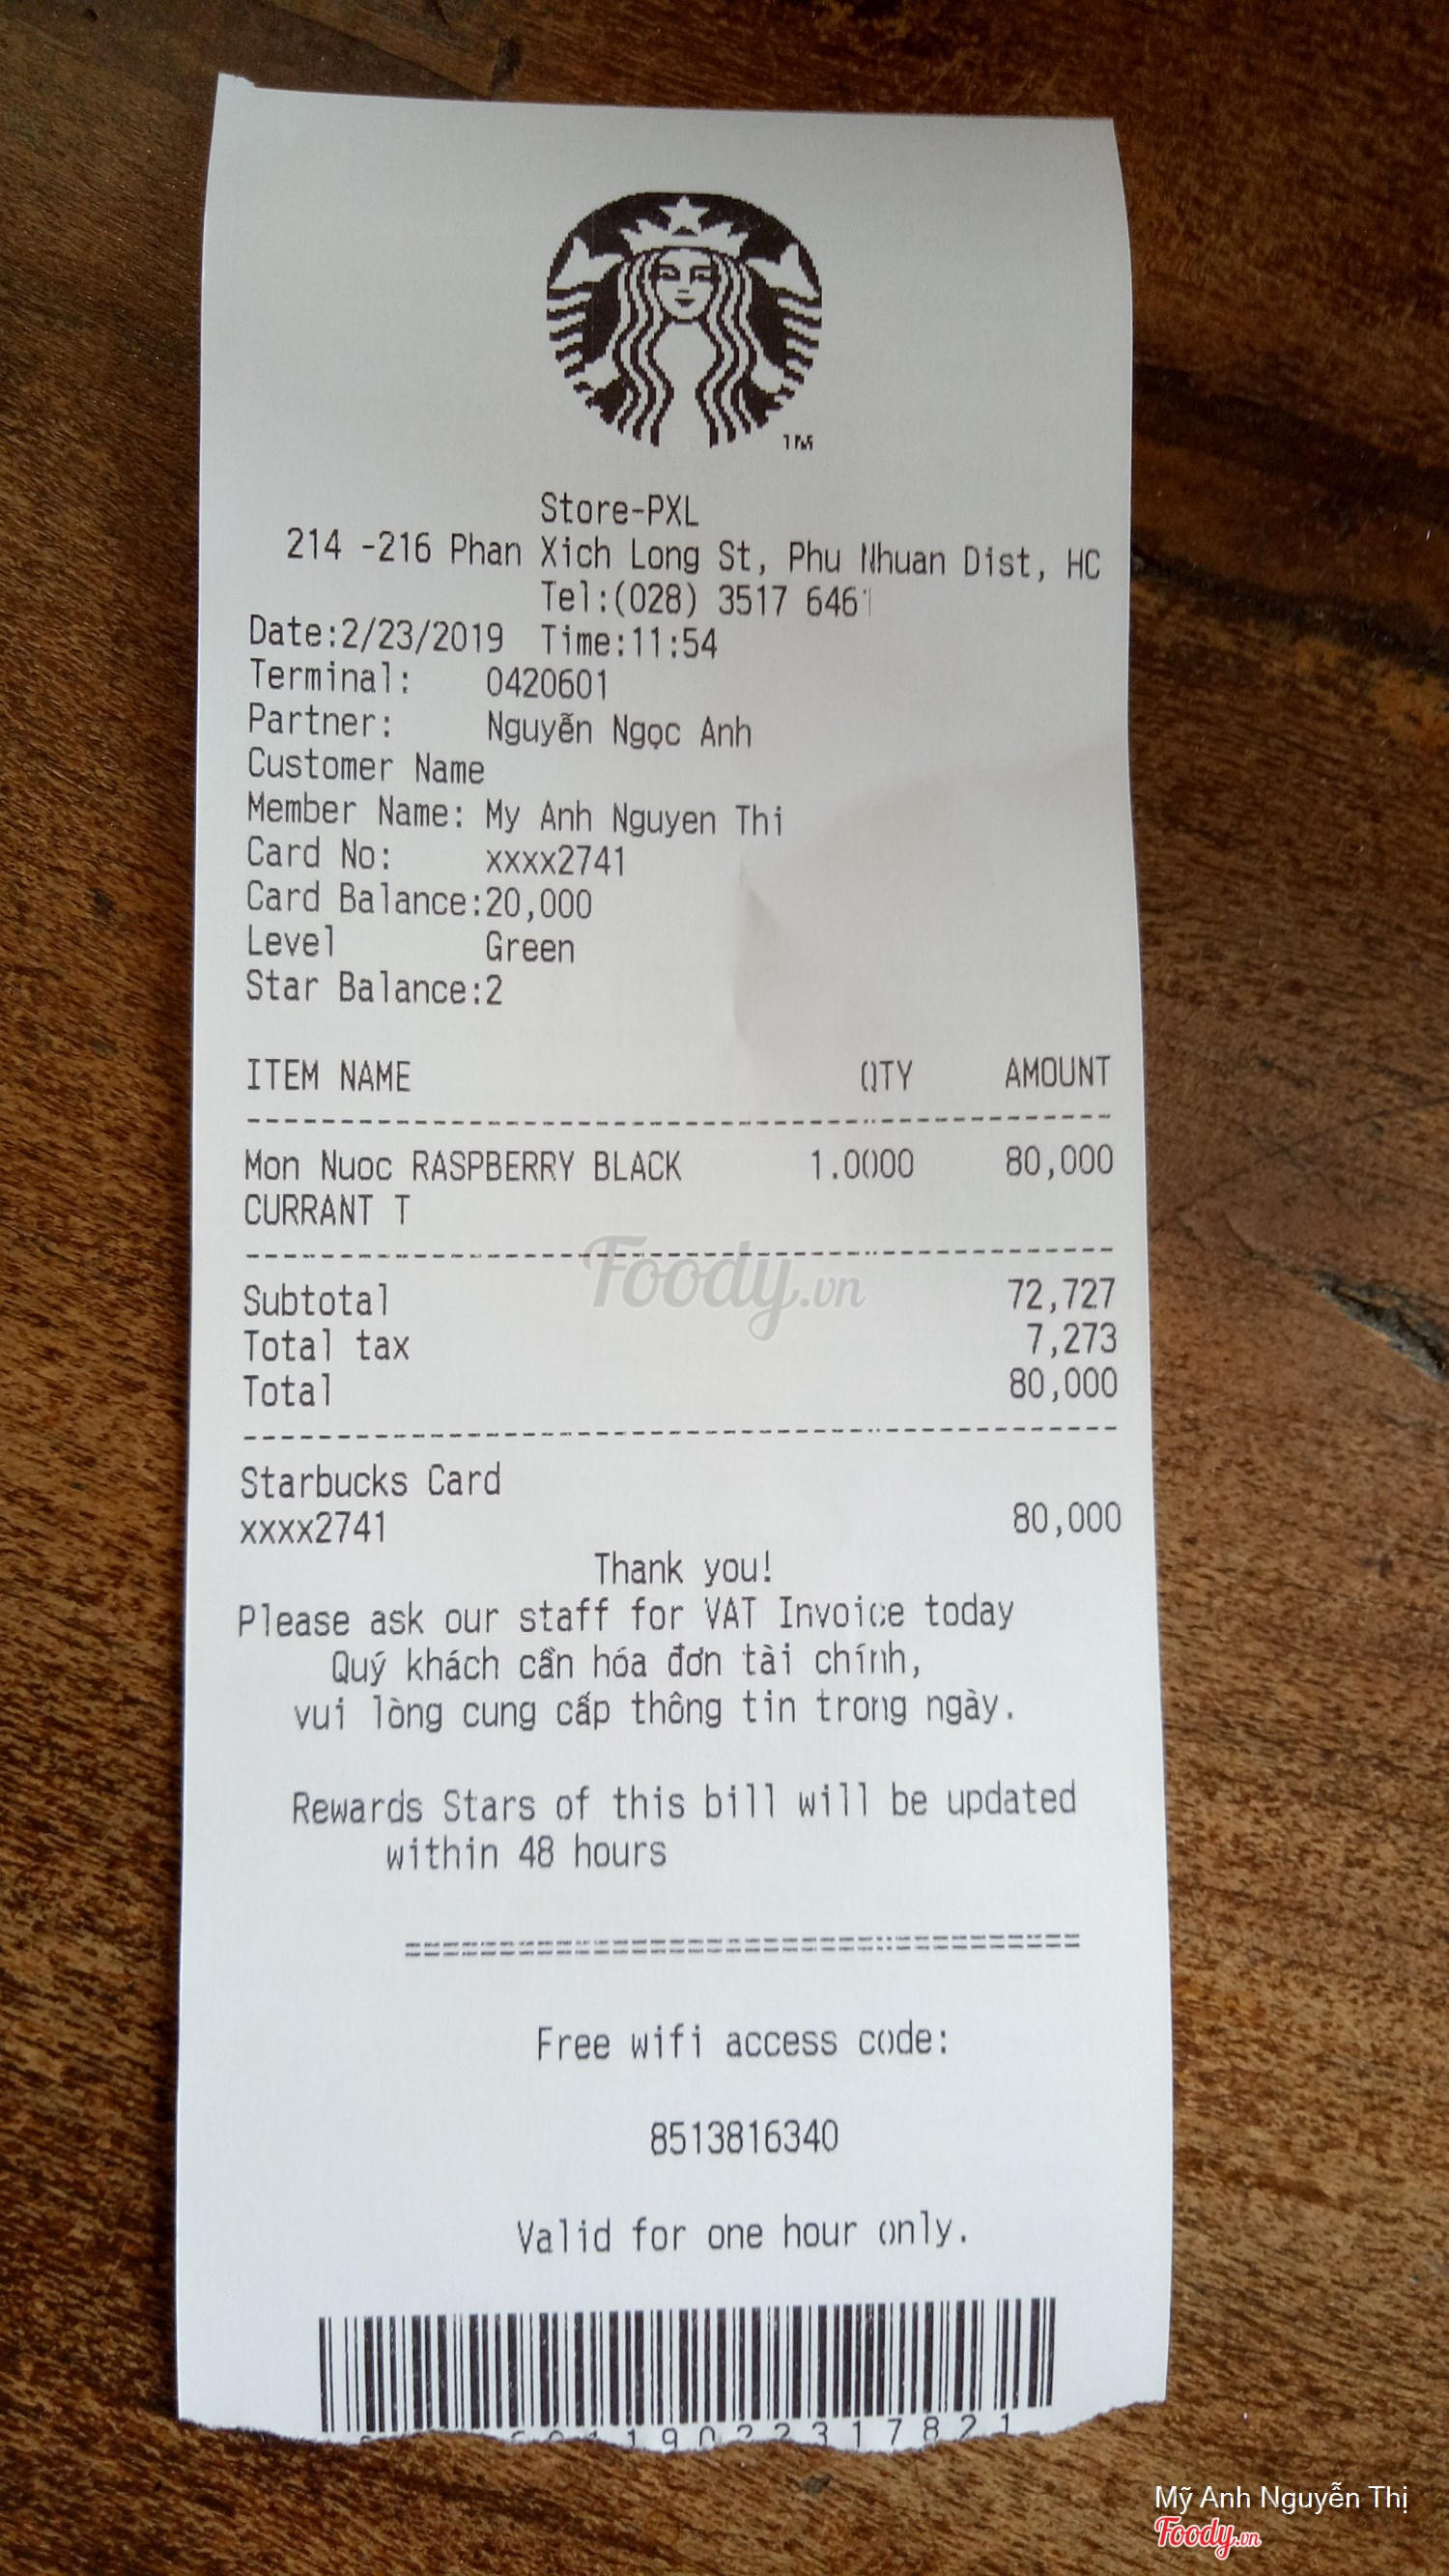 TM
Store-PXL
214 -216 Phan Xich Long St, Phu Nhuan Dist, HC
Tel:(028) 3517 6461
Date:2/23/2019 Time:11:54
Terminal: 0420601
Partner: Nguyễn Ngọc Anh
Customer Name
Member Name: My Anh Nguyen Thi
Card No: xxxx2741
Card Balance:20,000
Level Green
Star Balance:2
ITEM NAME QTY AMOUNT
Mon Nuoc RASPBERRY BLACK 1.0000 80,000
CURRANT T
Foody.vn
Subtotal 72,727
Total tax 7,273
Total 80,000
Starbucks Card
xxxx2741 80,000
Thank you!
Please ask our staff for VAT Invoice today
Quý khách cần hóa đơn tài chính,
vui lòng cung cấp thông tin trong ngày.
Rewards Stars of this bill will be updated
within 48 hours
Free wifi access code:
8513816340
Valid for one hour only.
Mỹ Anh Nguyễn Thị
Foody.vn